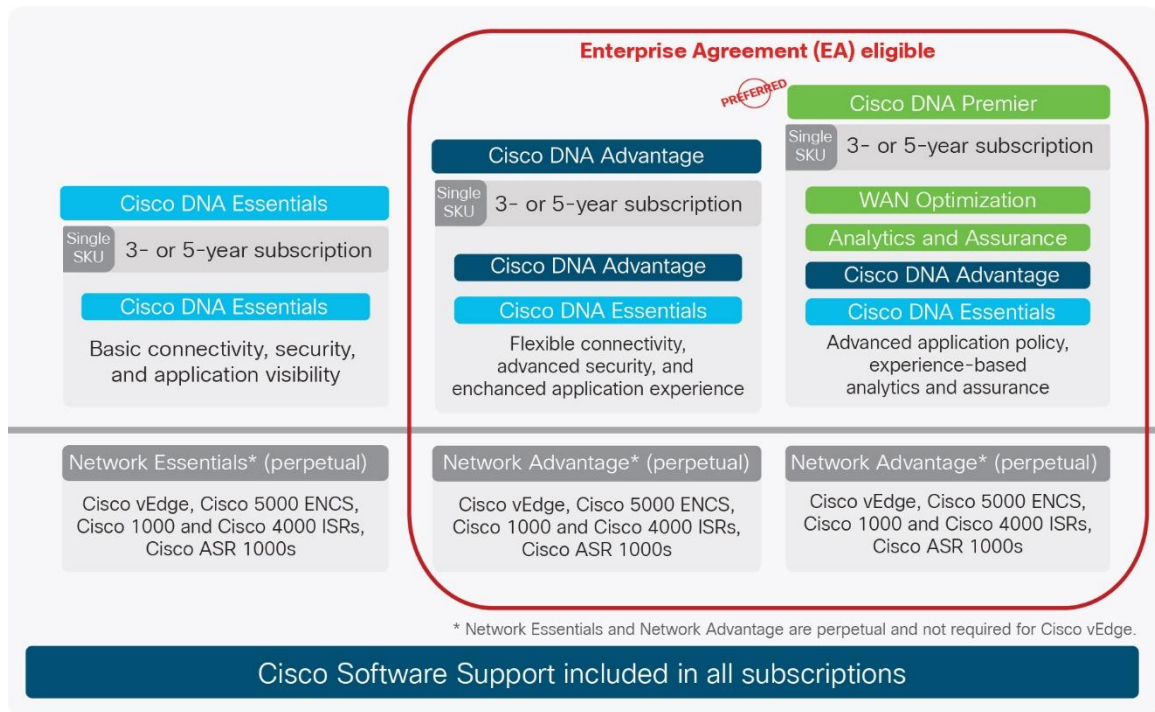 Enterprise Agreement (EA) eligible
Cisco DNA Essentials
Single
SKU
3- or 5-year subscription
Cisco DNA Essentials
Basic connectivity, security,
and application visibility
Network Essentials* (perpetual)
Cisco vEdge, Cisco 5000 ENCS,
Cisco 1000 and Cisco 4000 ISRs,
Cisco ASR 1000s
Cisco DNA Advantage
Single
SKU
3- or 5-year subscription
Cisco DNA Advantage
Cisco DNA Essentials
Flexible connectivity,
advanced security, and
enchanced application experience
Network Advantage* (perpetual)
Cisco vEdge, Cisco 5000 ENCS,
Cisco 1000 and Cisco 4000 ISRs,
Cisco ASR 1000s
PREFERRED
Cisco DNA Premier
Single
SKU
3- or 5-year subscription
WAN Optimization
Analytics and Assurance
Cisco DNA Advantage
Cisco DNA Essentials
Advanced application policy,
experience-based
analytics and assurance
Network Advantage* (perpetual)
Cisco vEdge, Cisco 5000 ENCS,
Cisco 1000 and Cisco 4000 ISRs,
Cisco ASR 1000s
* Network Essentials and Network Advantage are perpetual and not required for Cisco vEdge.
Cisco Software Support included in all subscriptions